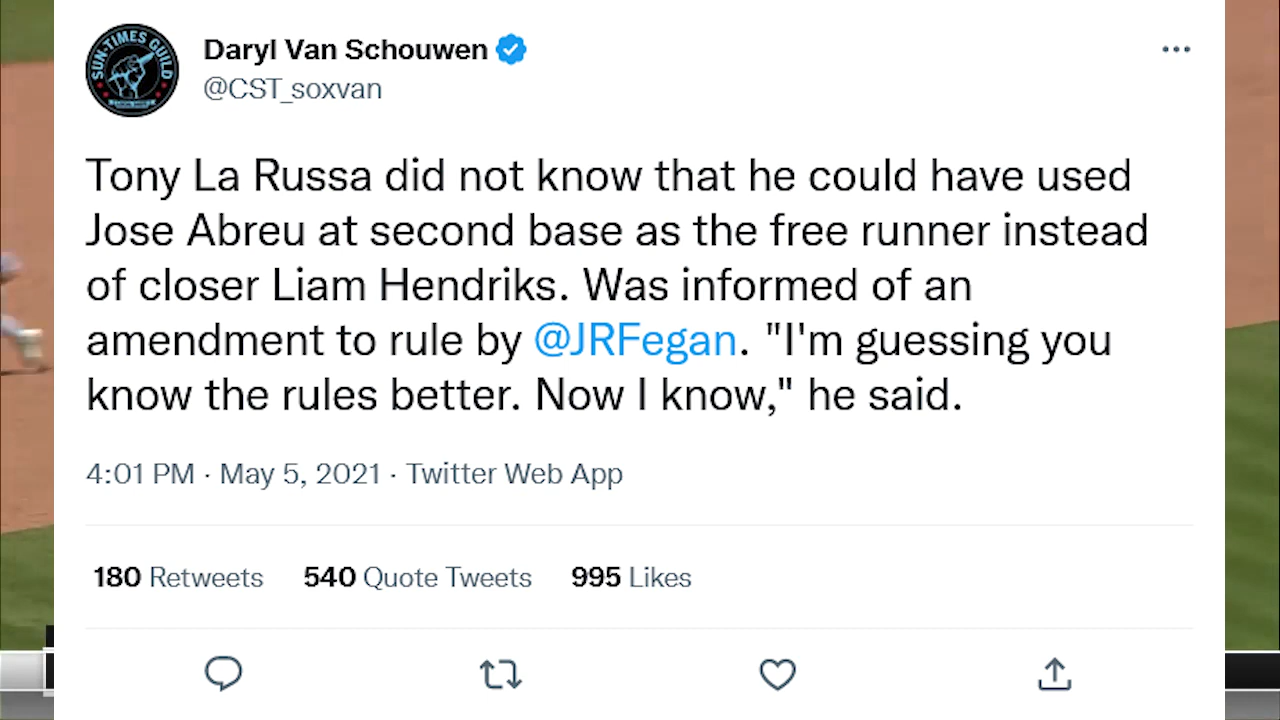 SUN-TIMES GUILD
Daryl Van Schouwen
@CST_soxvan
Tony La Russa did not know that he could have used
Jose Abreu at second base as the free runner instead
of closer Liam Hendriks. Was informed of an
amendment to rule by @JRFegan. "I'm guessing you
know the rules better. Now I know," he said.
4:01 PM · May 5, 2021 · Twitter Web App
180 Retweets 540 Quote Tweets 995 Likes